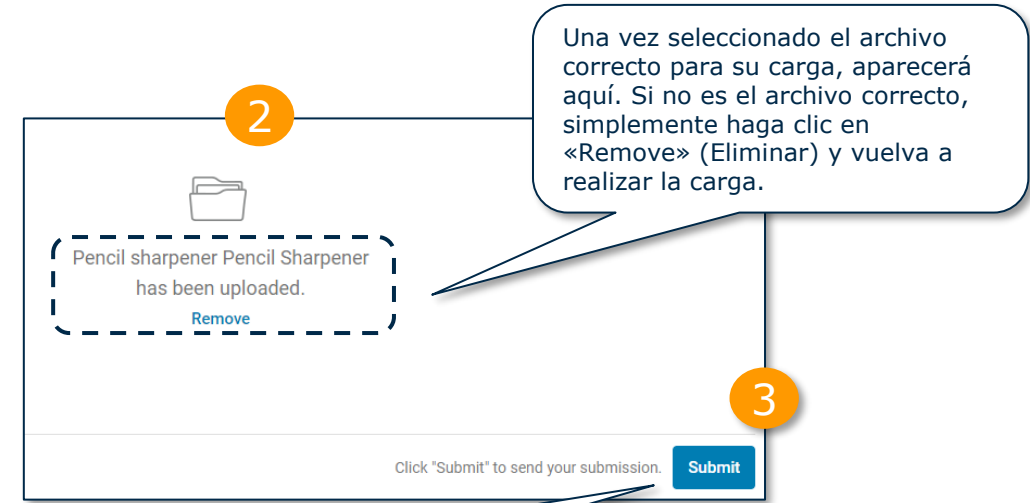 Una vez seleccionado el archivo
correcto para su carga, aparecerá
aquí. Si no es el archivo correcto,
simplemente haga clic en
«Remove» (Eliminar) y vuelva a
realizar la carga.
2
Pencil sharpener Pencil Sharpener
has been uploaded.
Remove
3
Click "Submit" to send your submission.
Submit